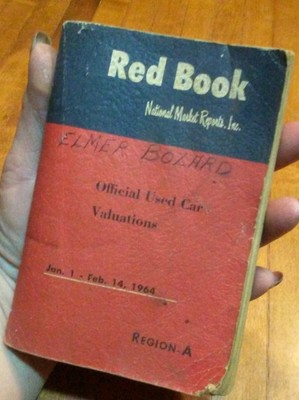 Red Book
National Market Reports, Inc.
ELMER BOZARD
Official Used Car
Valuations
Jan. 1 - Feb. 14, 1964
REGION-A